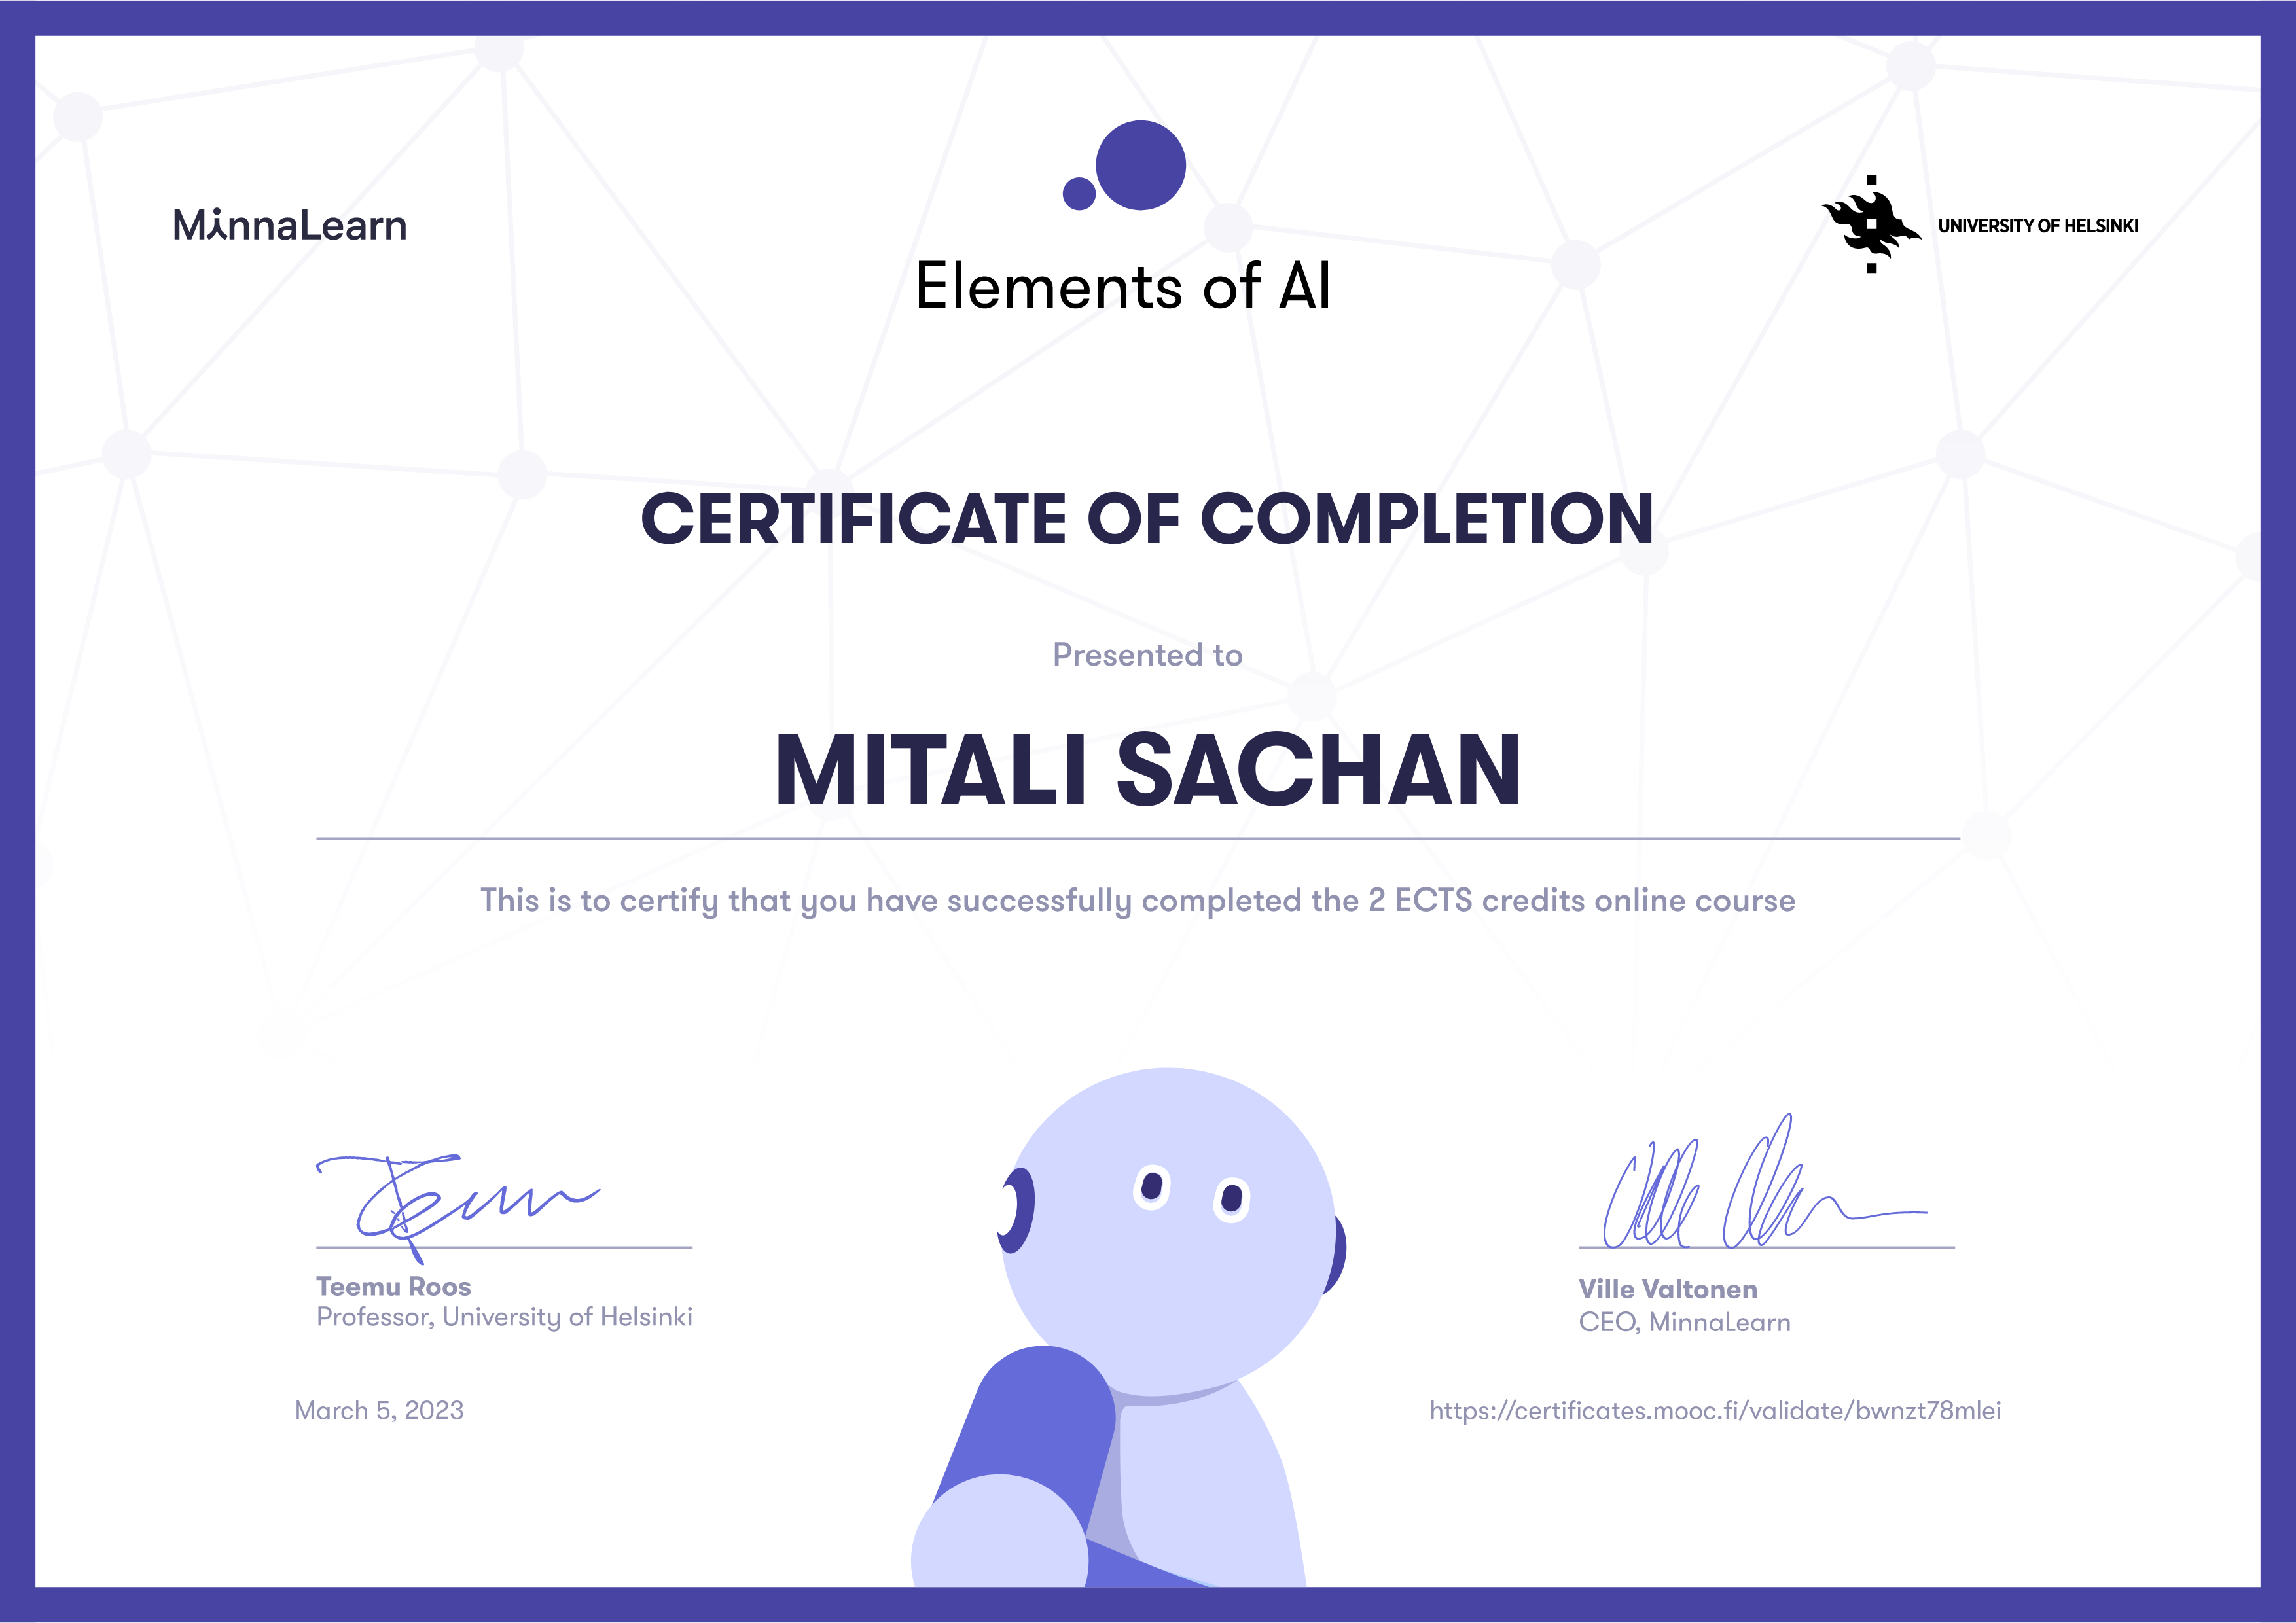 MinnaLearn
Elements of AI
UNIVERSITY OF HELSINKI
CERTIFICATE OF COMPLETION
Presented to
MITALI SACHAN
This is to certify that you have successfully completed the 2 ECTS credits online course
Teemu
Teemu Roos
Professor, University of Helsinki
Ville Valtonen
CEO, MinnaLearn
March 5, 2023
https://certificates.mooc.fi/validate/bwnzt78mlei